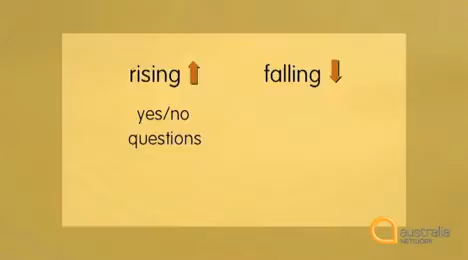 rising falling
yes/no
questions
australia
NETWORK